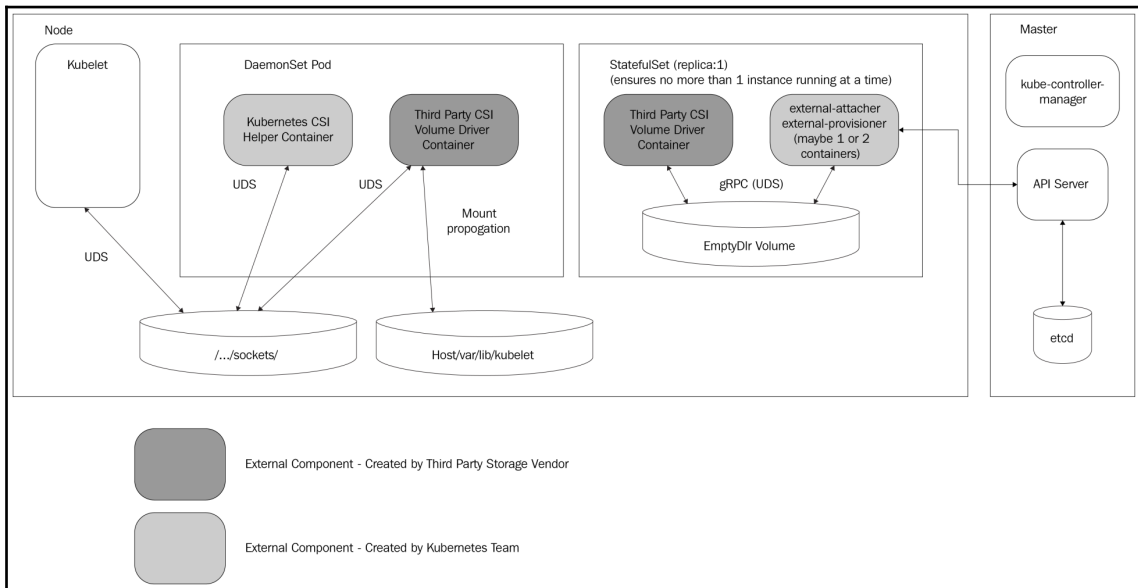 Node
Kubelet
DaemonSet Pod
Kubernetes CSI
Helper Container
Third Party CSI
Volume Driver
Container
UDS
UDS
UDS
Mount
propogation
StatefulSet (replica:1)
(ensures no more than 1 instance running at a time)
Third Party CSI
Volume Driver
Container
external-attacher
external-provisioner
(maybe 1 or 2
containers)
gRPC (UDS)
EmptyDIr Volume
/.../sockets/
Host/var/lib/kubelet
Master
kube-controller-
manager
API Server
etcd
External Component - Created by Third Party Storage Vendor
External Component - Created by Kubernetes Team